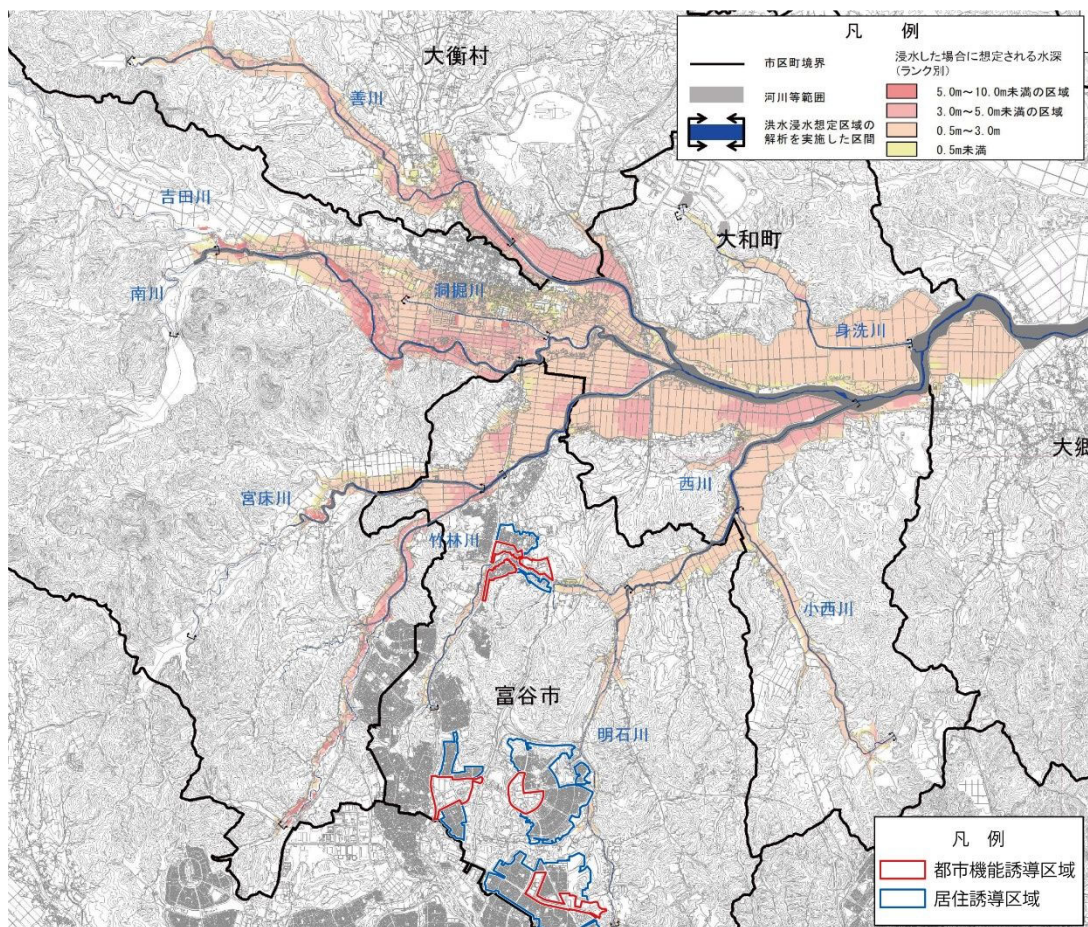 凡 例
市区町境界
河川等範囲
洪水浸水想定区域の
解析を実施した区間
浸水した場合に想定される水深
(ランク別)
5.0m~10.0m未満の区域
3.0m~5.0m未満の区域
0.5m~3.0m
0.5m未満
大衡村
善川
吉田川
大和町
南川
洞堀川
身洗川
大郷
宮床川
西川
竹林川
小西川
富谷市
明石川
凡 例
都市機能誘導区域
居住誘導区域